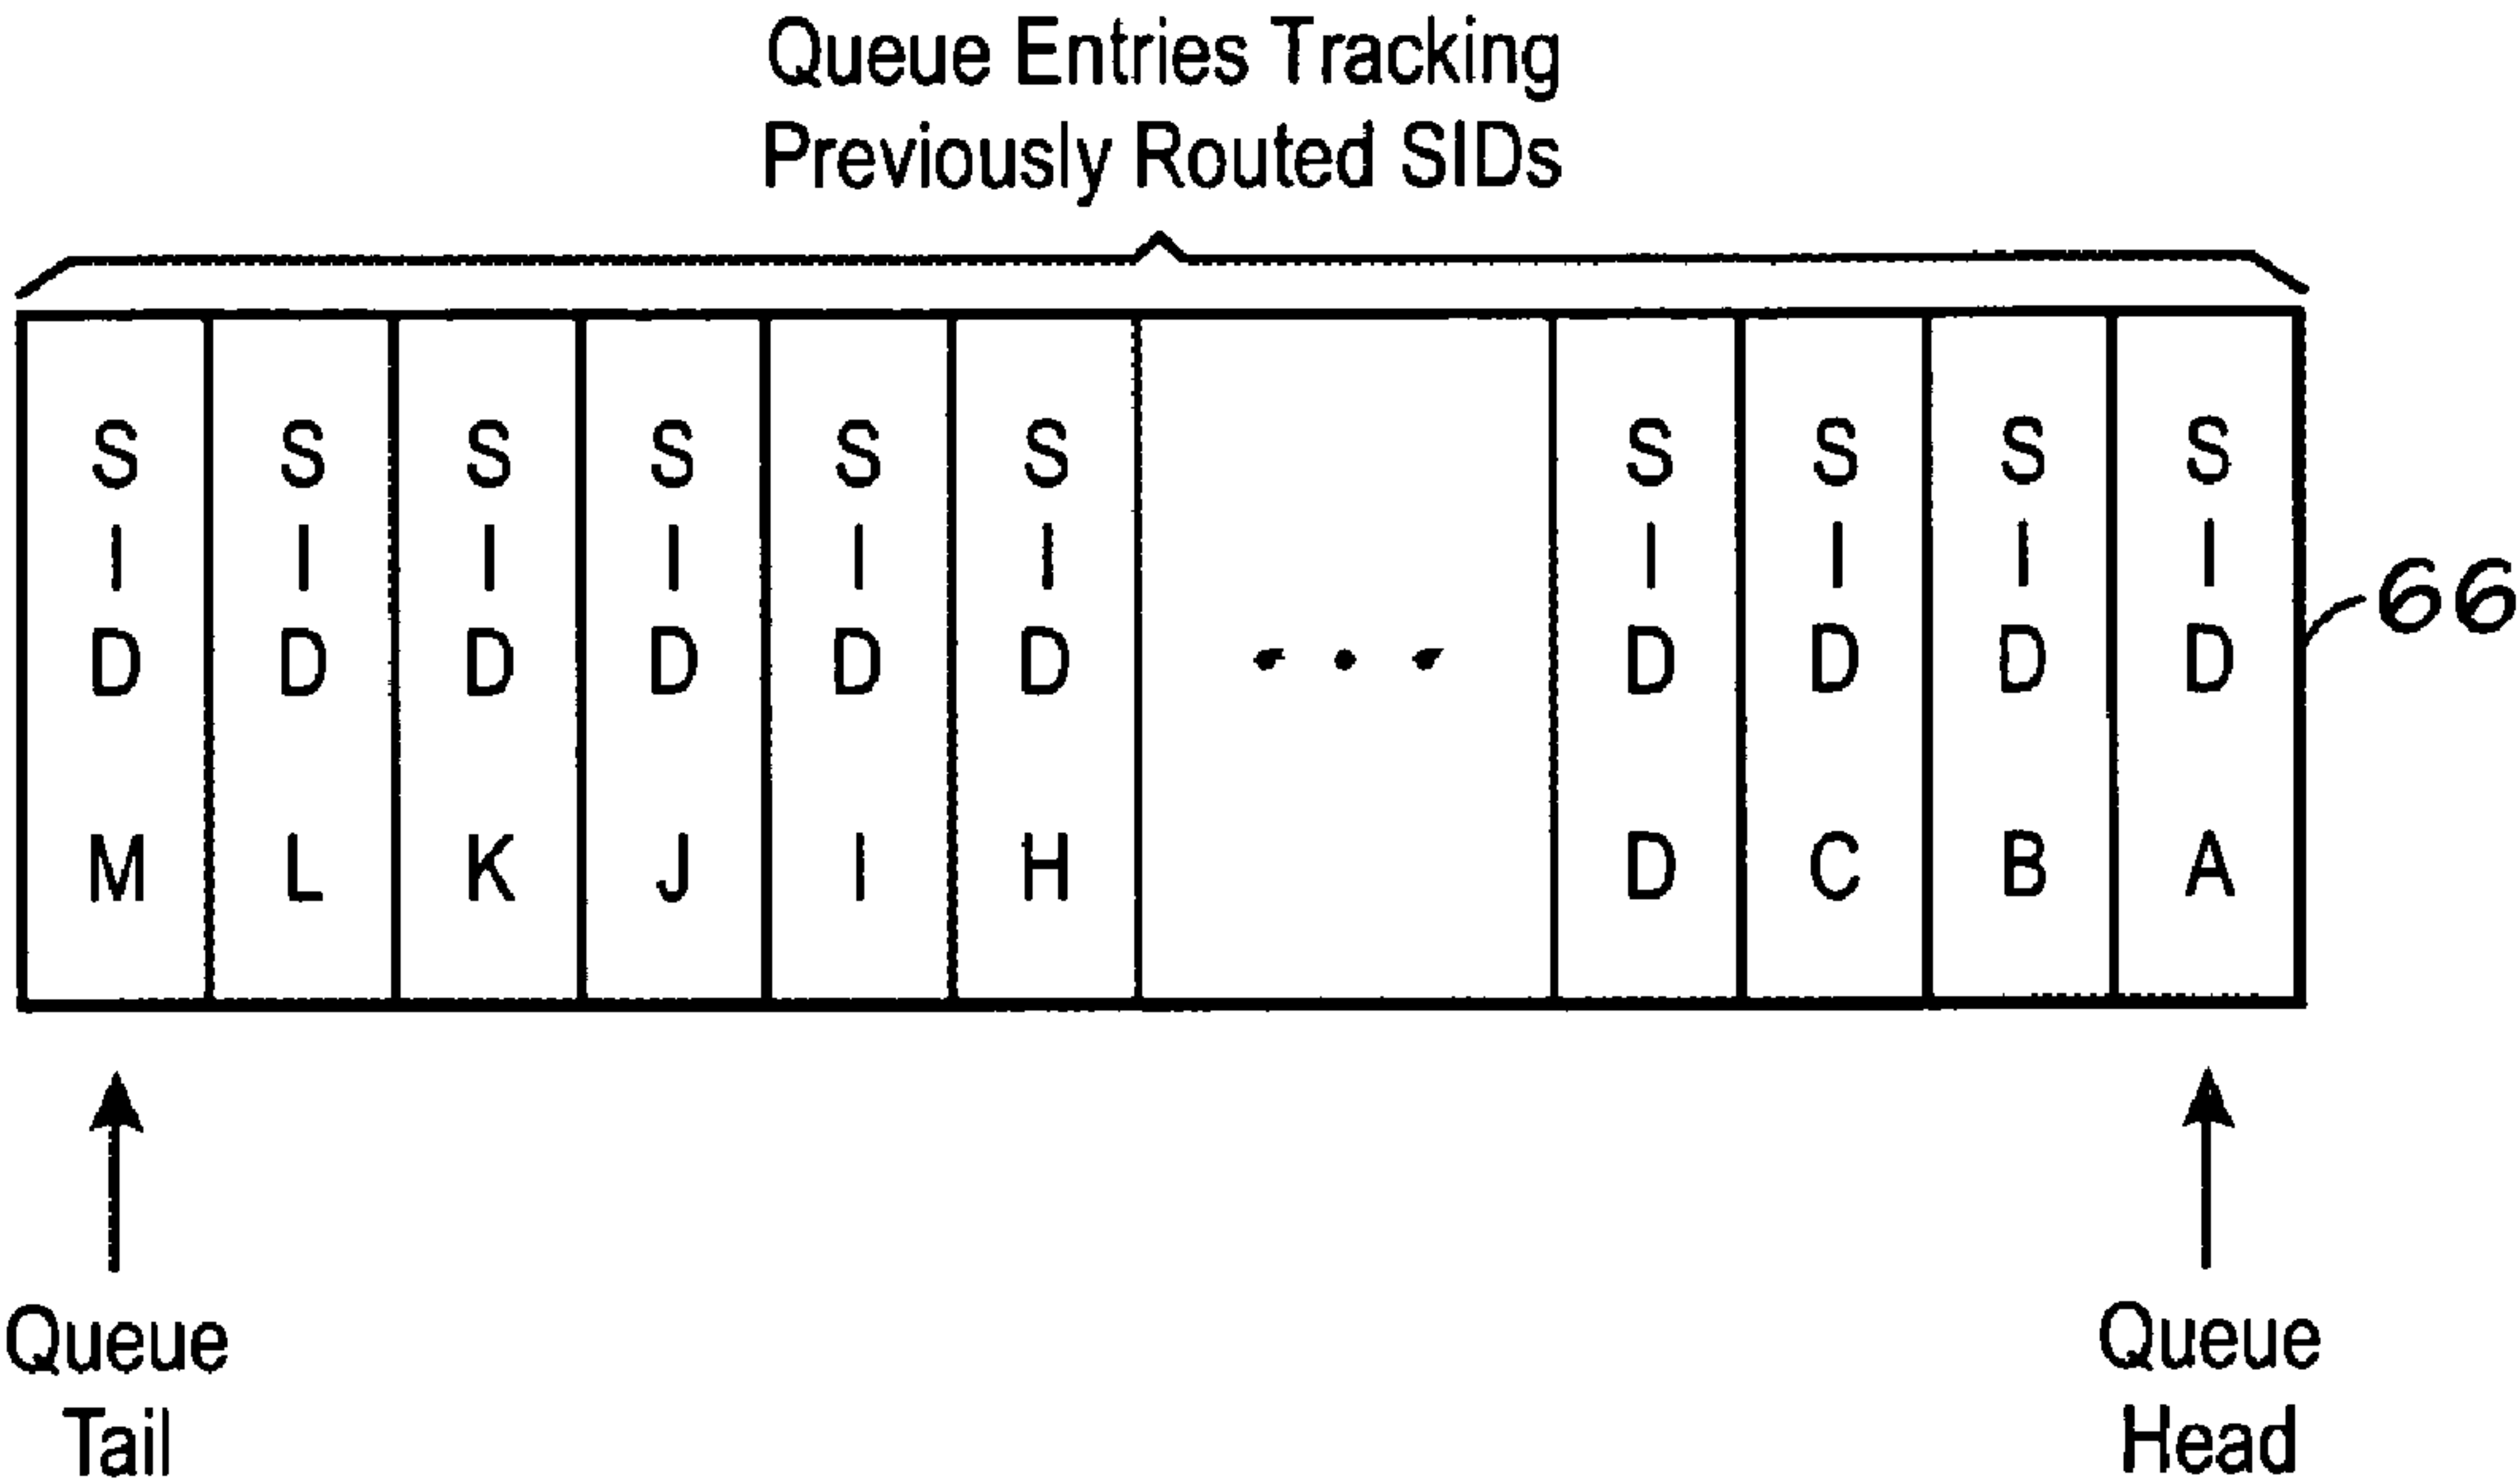 Queue Entries Tracking
Previously Routed SIDs
S S S S S S S S S S
I I I I I I I I I I
D D D D D D ... D D D D
66
M L K J I H D C B A
Queue Queue
Tail Head